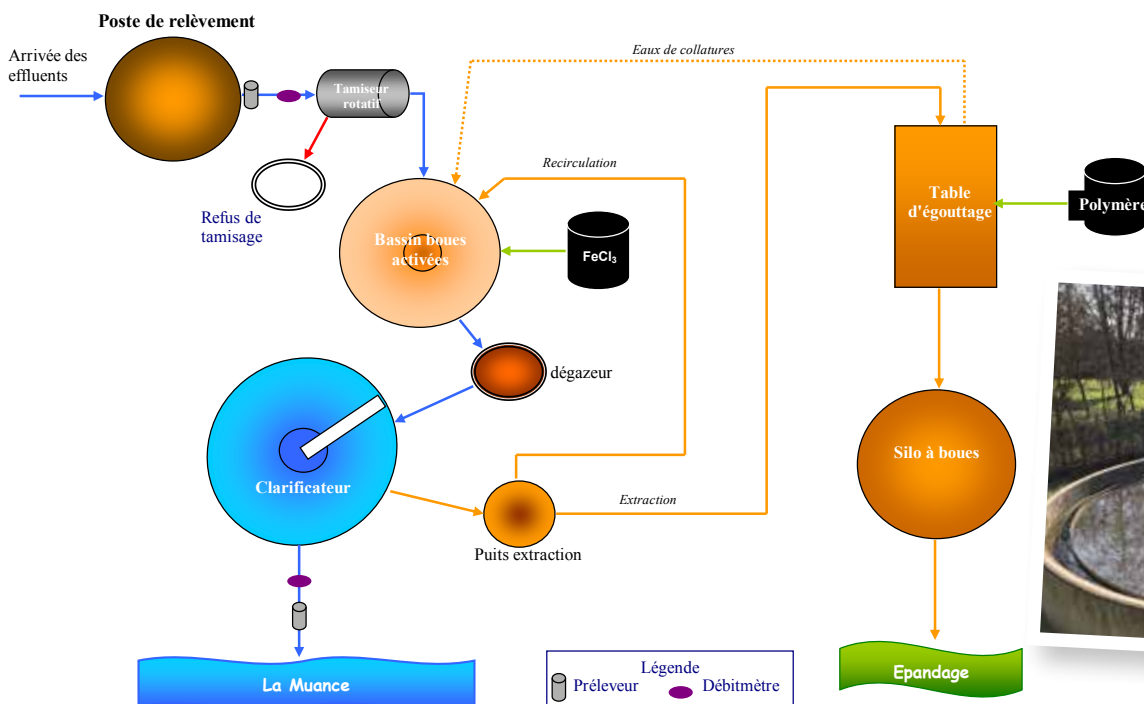 Poste de relèvement
Arrivée des
effluents
Eaux de collatures
Tamiseur
rotatif
Recirculation
Refus de
tamisage
Bassin boues
activées
FeCl₃
Table
d'égouttage
Polymère
dégazeur
Clarificateur
Silo à boues
Extraction
Puits extraction
La Muance
Légende
Préleveur
Débitmètre
Epandage